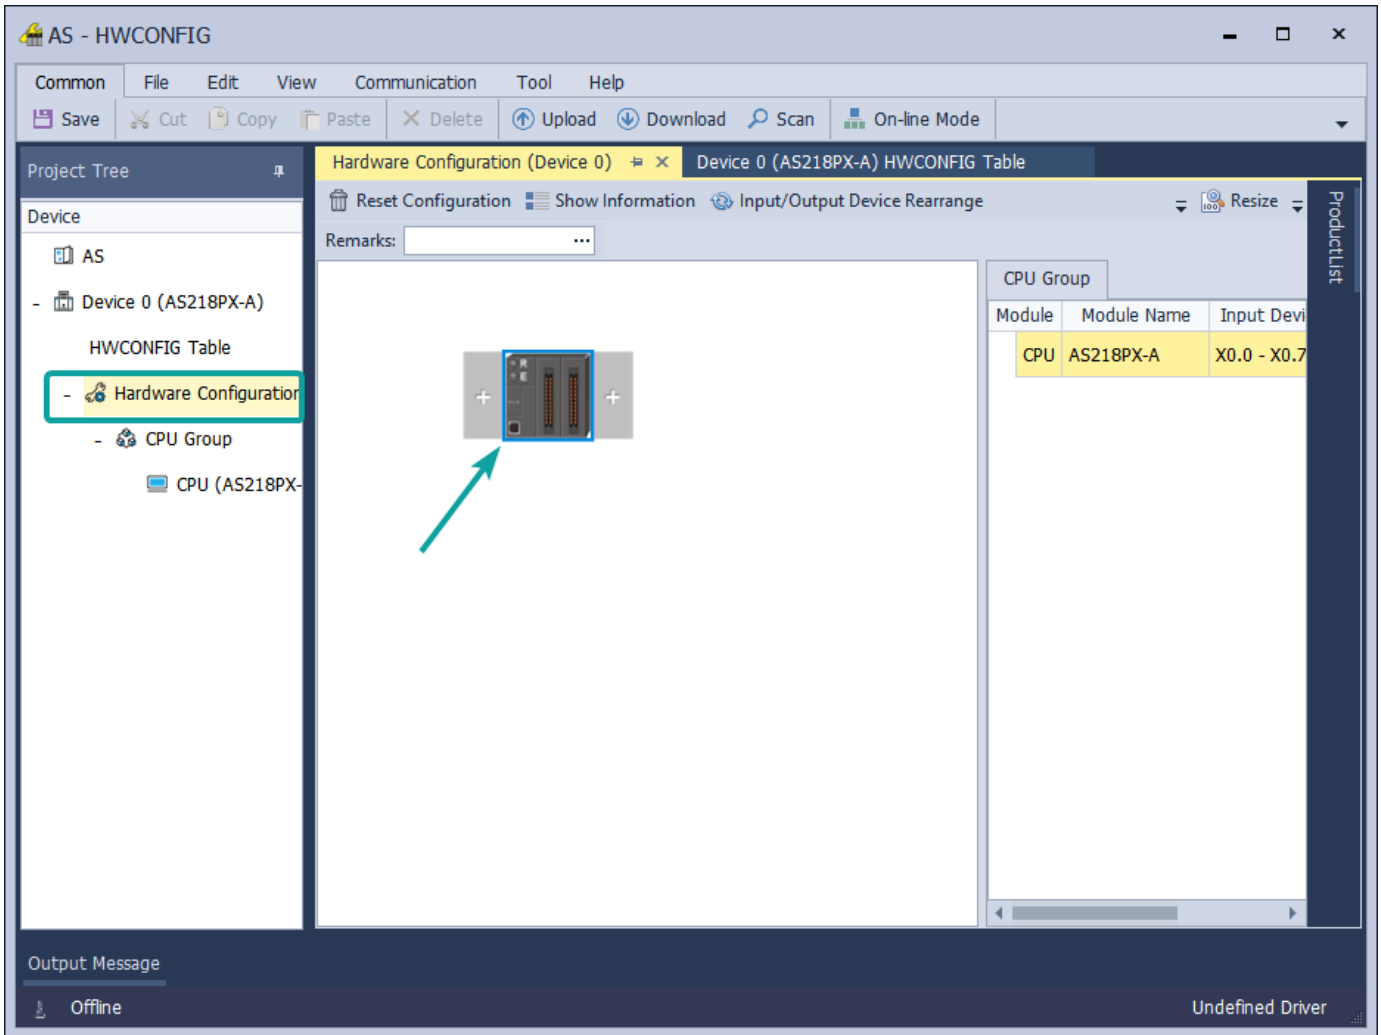 AS - HWCONFIG
Common File Edit View Communication Tool Help
Save Cut Copy Paste Delete Upload Download Scan On-line Mode
Project Tree
Hardware Configuration (Device 0) Device 0 (AS218PX-A) HWCONFIG Table
Reset Configuration Show Information Input/Output Device Rearrange 100 Resize
ProductList
Device
Remarks: ...
AS
CPU Group
- Device 0 (AS218PX-A)
Module Module Name Input Devi
HWCONFIG Table
CPU AS218PX-A X0.0 - X0.7
- Hardware Configuration
R
E
+ +
- CPU Group
CPU (AS218PX-
Output Message
Offline Undefined Driver